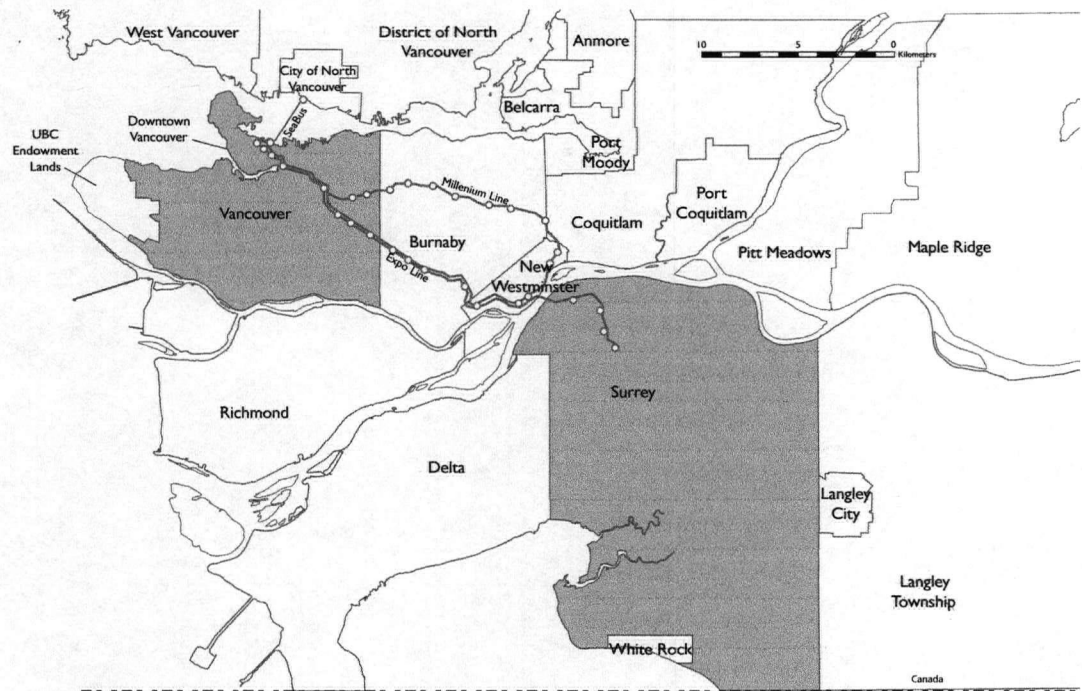 West Vancouver
District of North
Vancouver
Anmore
10 5 0
Kilometers
City of North
Vancouver
Belcarra
SeaBus
Downtown
Vancouver
UBC
Endowment
Lands
Port
Moody
Millenium Line
Port
Coquitlam
Vancouver
Coquitlam
Burnaby
Pitt Meadows
Maple Ridge
Expo Line
New
Westminster
Surrey
Richmond
Delta
Langley
City
Langley
Township
White Rock
Canada